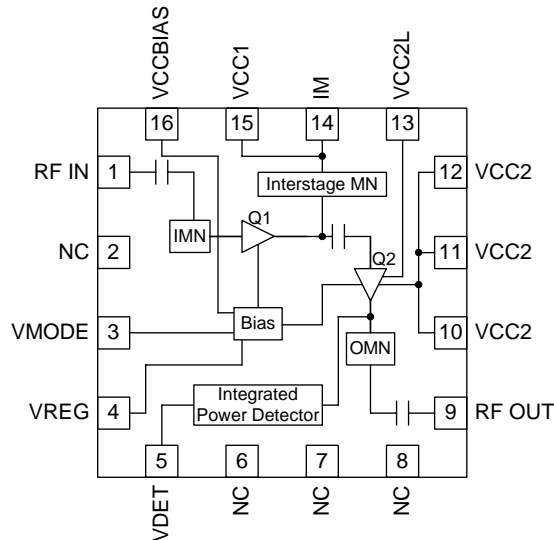 VCCBIAS
VCC1
IM
VCC2L
16
15
14
13
RF IN
1
12
VCC2
Interstage MN
Q1
IMN
NC
2
11
VCC2
Q2
VMODE
3
Bias
10
VCC2
OMN
VREG
4
Integrated
Power Detector
9
RF OUT
5
6
7
8
VDET
NC
NC
NC